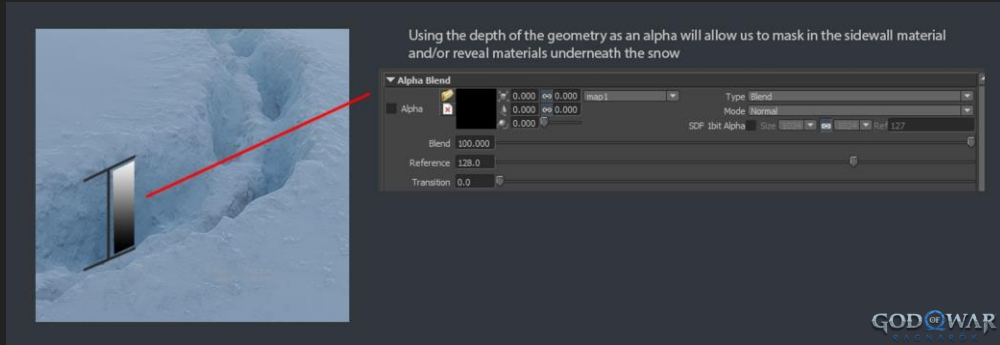 Using the depth of the geometry as an alpha will allow us to mask in the sidewall material
and/or reveal materials underneath the snow
Alpha Blend
0.000 0.000 map1 Type Blend
Alpha 0.000 0.000 Mode Normal
0.000 SDF 1bit Alpha Size 1024 1024 Ref 127
Blend 100.000
Reference 128.0
Transition 0.0
GOD OF WAR
RAGNARÖK